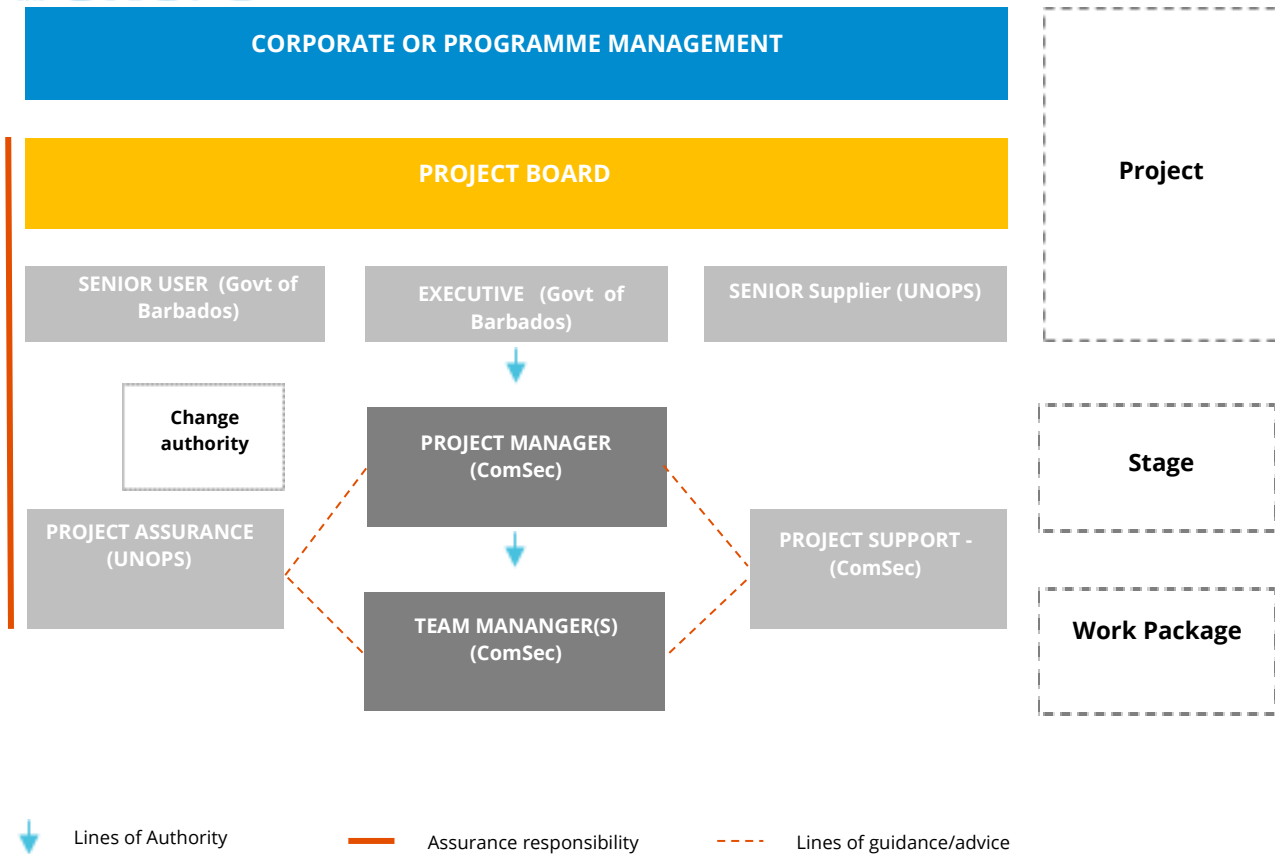 CORPORATE OR PROGRAMME MANAGEMENT
PROJECT BOARD
Project
SENIOR USER (Govt of
Barbados)
EXECUTIVE (Govt of
Barbados)
SENIOR Supplier (UNOPS)
Change
authority
PROJECT MANAGER
(ComSec)
Stage
PROJECT ASSURANCE
(UNOPS)
PROJECT SUPPORT -
(ComSec)
TEAM MANANGER(S)
(ComSec)
Work Package
Lines of Authority
Assurance responsibility
Lines of guidance/advice